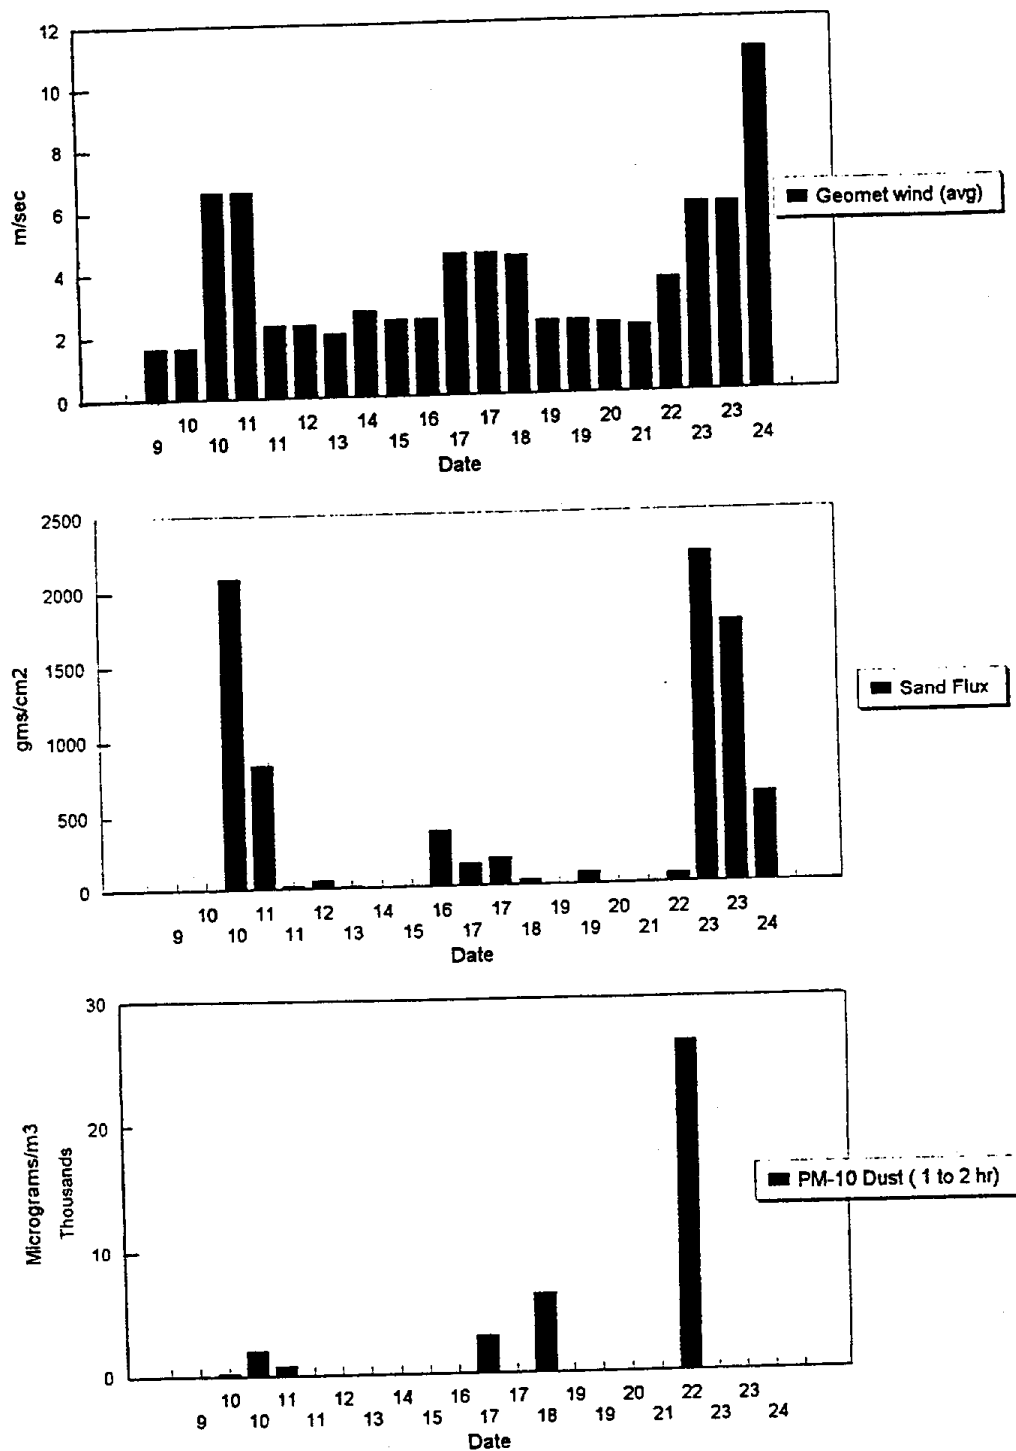 12
10
8
6
4
2
0
m/sec
Geomet wind (avg)
10 11 12 14 16 17 19 20 22 23
9 10 11 13 15 17 18 19 21 23 24
Date
2500
2000
1500
1000
500
0
gms/cm2
Sand Flux
10 11 12 14 16 17 19 20 22 23
9 10 11 13 15 17 18 19 21 23 24
Date
30
20
10
0
Micrograms/m3
Thousands
PM-10 Dust ( 1 to 2 hr)
10 11 12 14 16 17 19 20 22 23
9 10 11 13 15 17 18 19 21 23 24
Date